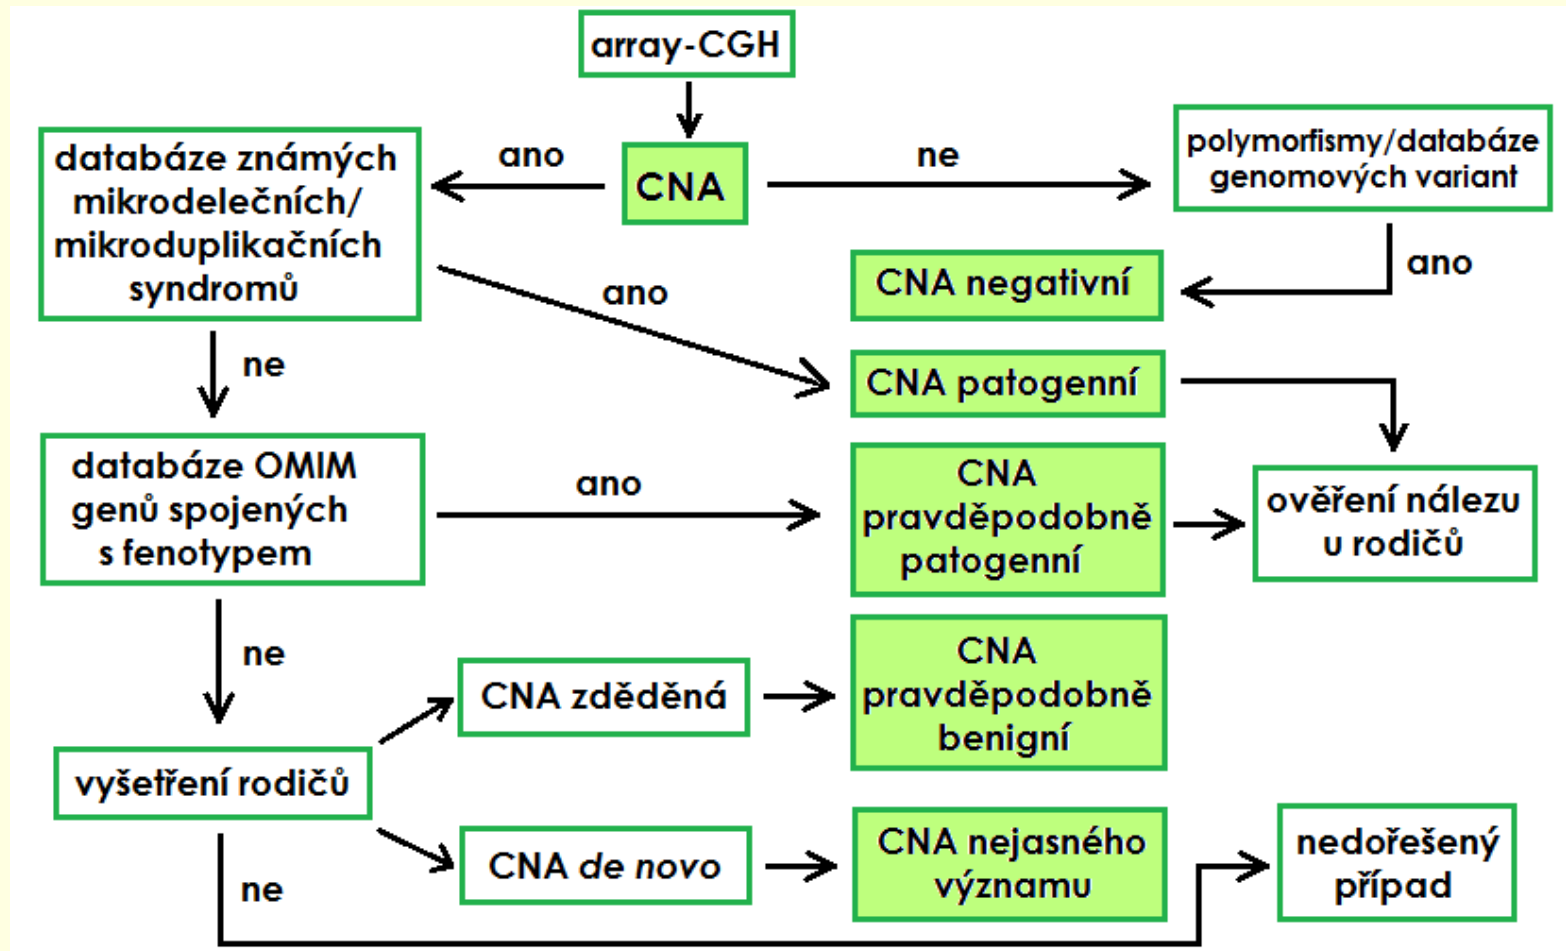 array-CGH
databáze známých
mikrodelečních/
mikroduplikačních
syndromů
ano
CNA
ne
polymorfismy/databáze
genomových variant
ano
CNA negativní
ano
CNA patogenní
ne
databáze OMIM
genů spojených
s fenotypem
ano
CNA
pravděpodobně
patogenní
ověření nálezu
u rodičů
ne
CNA zděděná
CNA
pravděpodobně
benigní
vyšetření rodičů
CNA de novo
CNA nejasného
významu
nedořešený
případ
ne